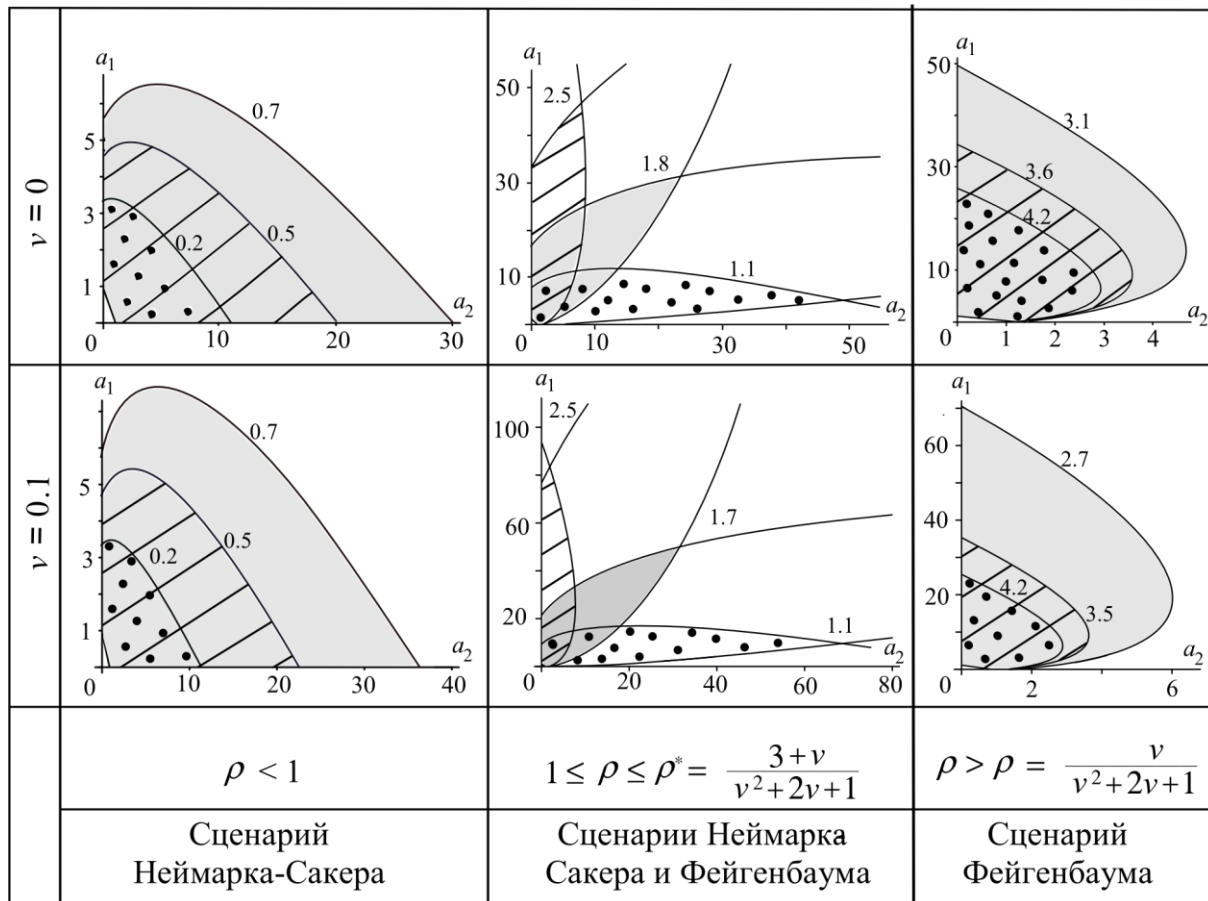 v = 0
a₁
5
3
1
0.7
0.5
0.2
a₂
0
10
20
30
a₁
50
30
10
2.5
1.8
1.1
a₂
0
10
30
50
a₁
50
30
10
3.1
3.6
4.2
a₂
0
1
2
3
4
v = 0.1
a₁
5
3
1
0.7
0.5
0.2
a₂
0
10
20
30
40
a₁
100
60
20
2.5
1.7
1.1
a₂
0
20
40
60
80
a₁
60
40
20
2.7
4.2
3.5
a₂
0
2
6
ρ < 1
1 ≤ ρ ≤ ρ* = (3 + v)/(v² + 2v + 1)
ρ > ρ = v/(v² + 2v + 1)
Сценарий
Неймарка-Сакера
Сценарии Неймарка
Сакера и Фейгенбаума
Сценарий
Фейгенбаума